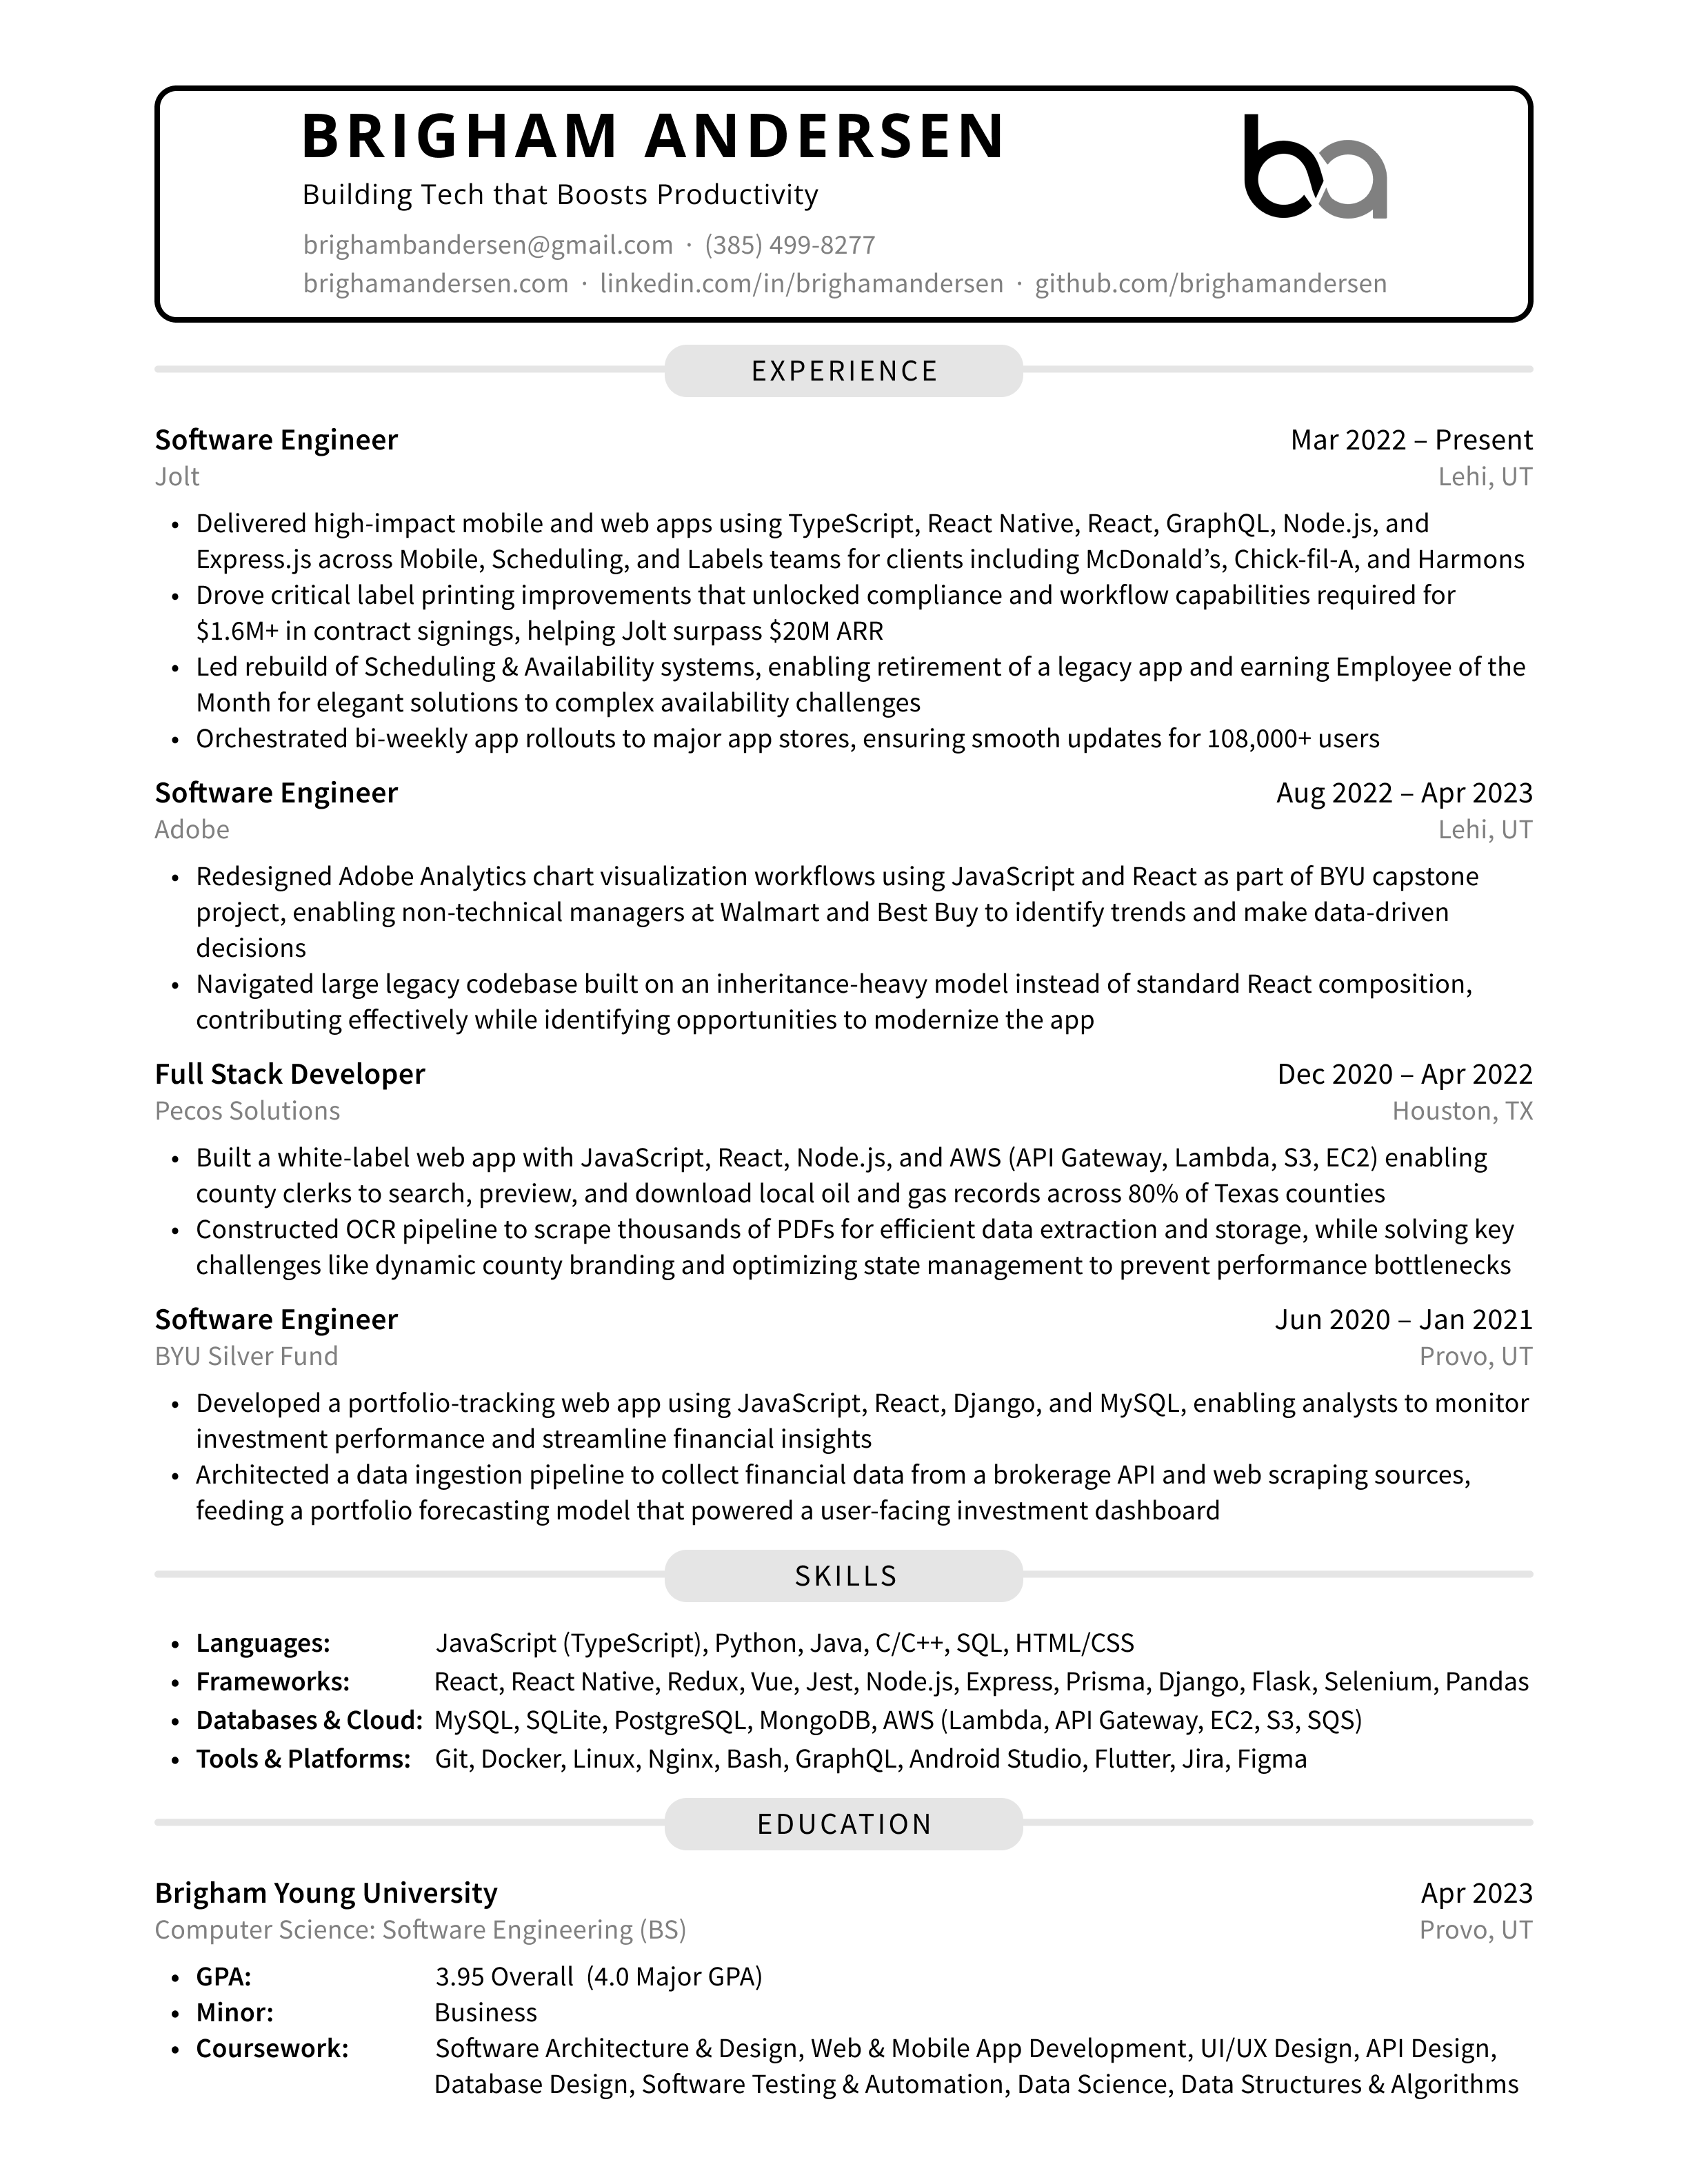 BRIGHAM ANDERSEN
ba
Building Tech that Boosts Productivity
brighambandersen@gmail.com · (385) 499-8277
brighamandersen.com · linkedin.com/in/brighamandersen · github.com/brighamandersen
EXPERIENCE
Software Engineer Mar 2022 – Present
Jolt Lehi, UT
• Delivered high-impact mobile and web apps using TypeScript, React Native, React, GraphQL, Node.js, and
Express.js across Mobile, Scheduling, and Labels teams for clients including McDonald’s, Chick-fil-A, and Harmons
• Drove critical label printing improvements that unlocked compliance and workflow capabilities required for
$1.6M+ in contract signings, helping Jolt surpass $20M ARR
• Led rebuild of Scheduling & Availability systems, enabling retirement of a legacy app and earning Employee of the
Month for elegant solutions to complex availability challenges
• Orchestrated bi-weekly app rollouts to major app stores, ensuring smooth updates for 108,000+ users
Software Engineer Aug 2022 – Apr 2023
Adobe Lehi, UT
• Redesigned Adobe Analytics chart visualization workflows using JavaScript and React as part of BYU capstone
project, enabling non-technical managers at Walmart and Best Buy to identify trends and make data-driven
decisions
• Navigated large legacy codebase built on an inheritance-heavy model instead of standard React composition,
contributing effectively while identifying opportunities to modernize the app
Full Stack Developer Dec 2020 – Apr 2022
Pecos Solutions Houston, TX
• Built a white-label web app with JavaScript, React, Node.js, and AWS (API Gateway, Lambda, S3, EC2) enabling
county clerks to search, preview, and download local oil and gas records across 80% of Texas counties
• Constructed OCR pipeline to scrape thousands of PDFs for efficient data extraction and storage, while solving key
challenges like dynamic county branding and optimizing state management to prevent performance bottlenecks
Software Engineer Jun 2020 – Jan 2021
BYU Silver Fund Provo, UT
• Developed a portfolio-tracking web app using JavaScript, React, Django, and MySQL, enabling analysts to monitor
investment performance and streamline financial insights
• Architected a data ingestion pipeline to collect financial data from a brokerage API and web scraping sources,
feeding a portfolio forecasting model that powered a user-facing investment dashboard
SKILLS
• Languages: JavaScript (TypeScript), Python, Java, C/C++, SQL, HTML/CSS
• Frameworks: React, React Native, Redux, Vue, Jest, Node.js, Express, Prisma, Django, Flask, Selenium, Pandas
• Databases & Cloud: MySQL, SQLite, PostgreSQL, MongoDB, AWS (Lambda, API Gateway, EC2, S3, SQS)
• Tools & Platforms: Git, Docker, Linux, Nginx, Bash, GraphQL, Android Studio, Flutter, Jira, Figma
EDUCATION
Brigham Young University Apr 2023
Computer Science: Software Engineering (BS) Provo, UT
• GPA: 3.95 Overall (4.0 Major GPA)
• Minor: Business
• Coursework: Software Architecture & Design, Web & Mobile App Development, UI/UX Design, API Design,
Database Design, Software Testing & Automation, Data Science, Data Structures & Algorithms